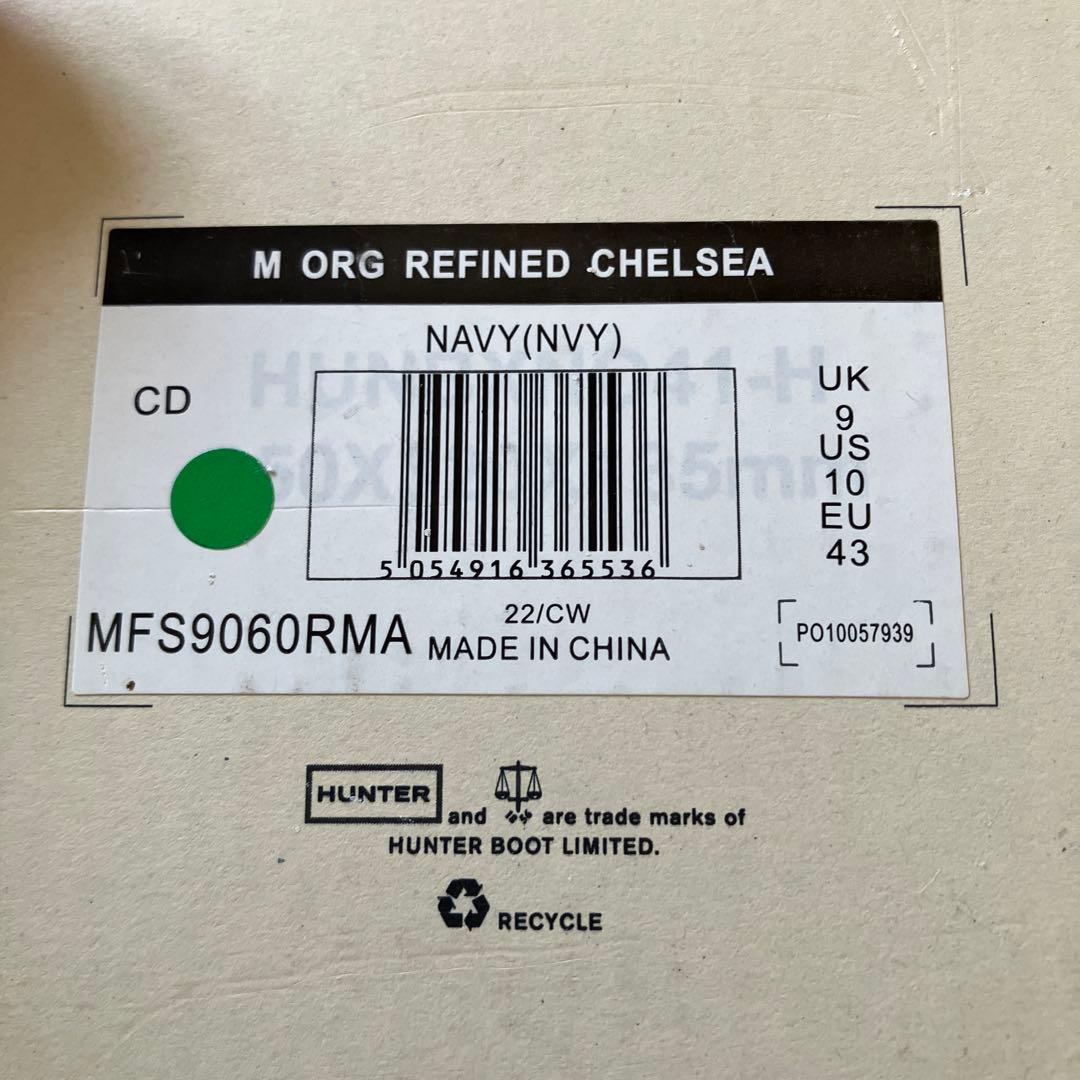 M ORG REFINED CHELSEA
NAVY(NVY)
CD
UK
9
US
10
EU
43
5 054916 365536
22/CW
MFS9060RMA
MADE IN CHINA
PO10057939
HUNTER and are trade marks of
HUNTER BOOT LIMITED.
RECYCLE